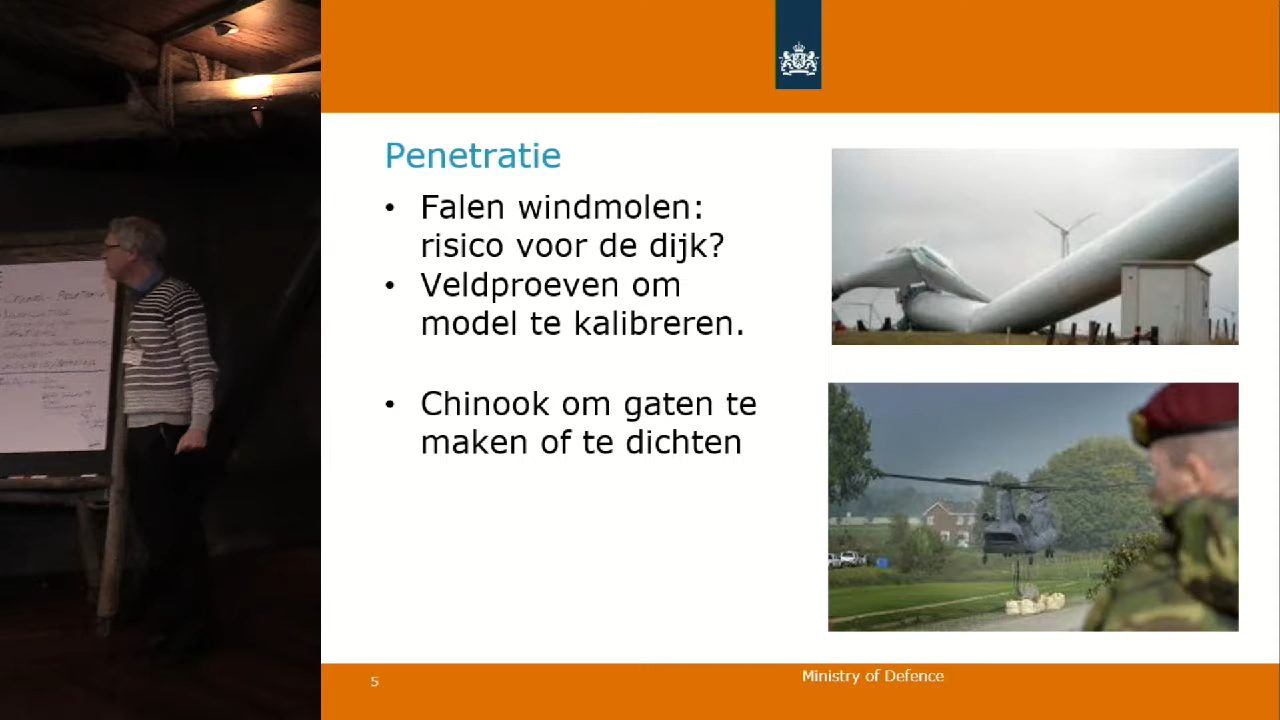 Penetratie
• Falen windmolen:
risico voor de dijk?
• Veldproeven om
model te kalibreren.
• Chinook om gaten te
maken of te dichten
5
Ministry of Defence